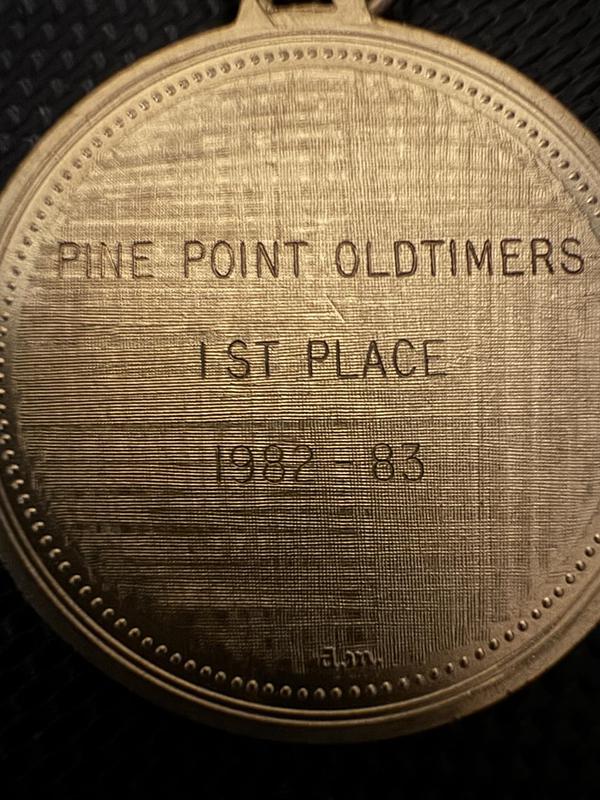 PINE POINT OLDTIMERS
1ST PLACE
1982 - 83